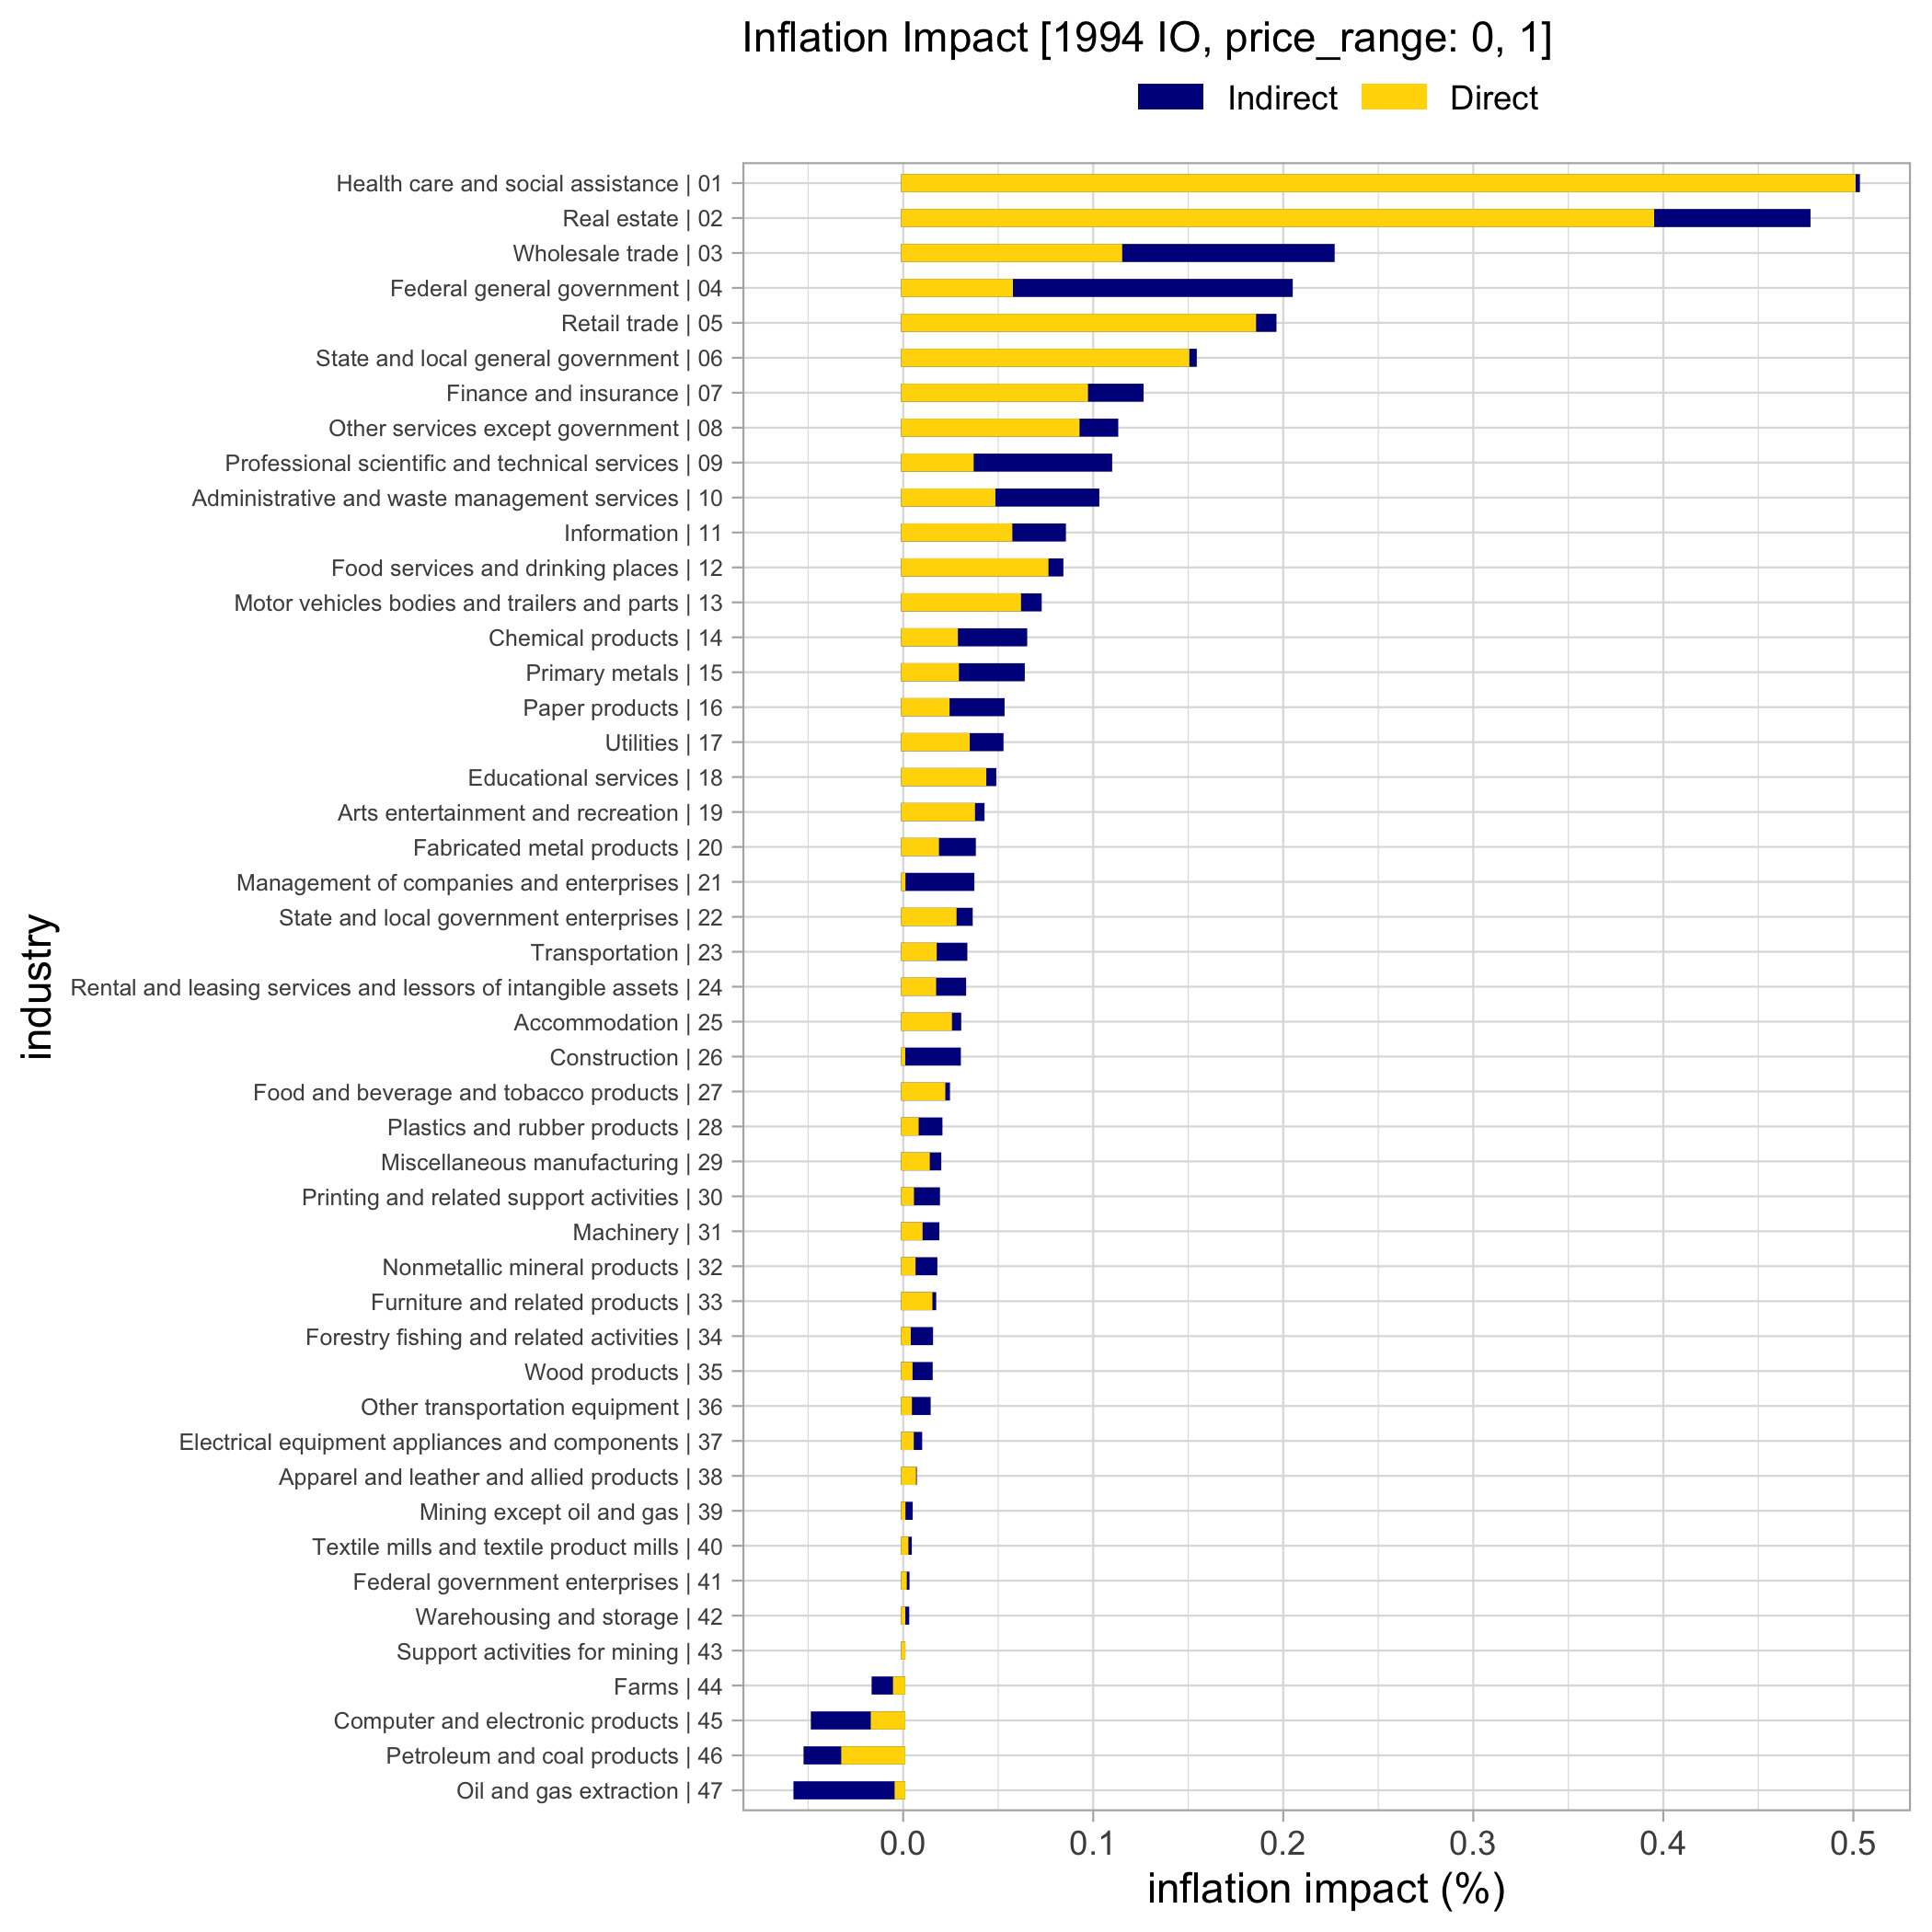 Inflation Impact [1994 IO, price_range: 0, 1]
Indirect Direct
industry
Health care and social assistance | 01
Real estate | 02
Wholesale trade | 03
Federal general government | 04
Retail trade | 05
State and local general government | 06
Finance and insurance | 07
Other services except government | 08
Professional scientific and technical services | 09
Administrative and waste management services | 10
Information | 11
Food services and drinking places | 12
Motor vehicles bodies and trailers and parts | 13
Chemical products | 14
Primary metals | 15
Paper products | 16
Utilities | 17
Educational services | 18
Arts entertainment and recreation | 19
Fabricated metal products | 20
Management of companies and enterprises | 21
State and local government enterprises | 22
Transportation | 23
Rental and leasing services and lessors of intangible assets | 24
Accommodation | 25
Construction | 26
Food and beverage and tobacco products | 27
Plastics and rubber products | 28
Miscellaneous manufacturing | 29
Printing and related support activities | 30
Machinery | 31
Nonmetallic mineral products | 32
Furniture and related products | 33
Forestry fishing and related activities | 34
Wood products | 35
Other transportation equipment | 36
Electrical equipment appliances and components | 37
Apparel and leather and allied products | 38
Mining except oil and gas | 39
Textile mills and textile product mills | 40
Federal government enterprises | 41
Warehousing and storage | 42
Support activities for mining | 43
Farms | 44
Computer and electronic products | 45
Petroleum and coal products | 46
Oil and gas extraction | 47
0.0 0.1 0.2 0.3 0.4 0.5
inflation impact (%)